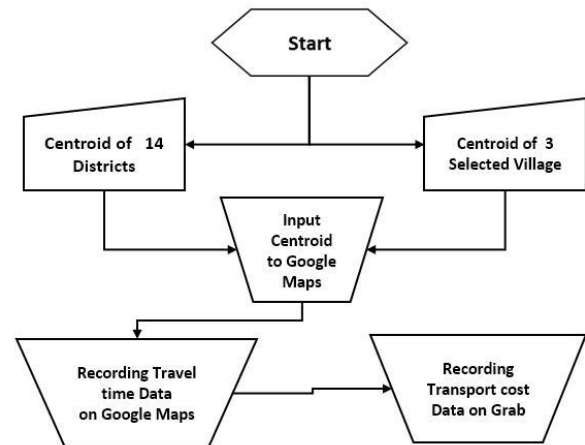 Start
Centroid of 14
Districts
Centroid of 3
Selected Village
Input
Centroid
to Google
Maps
Recording Travel
time Data
on Google Maps
Recording
Transport cost
Data on Grab